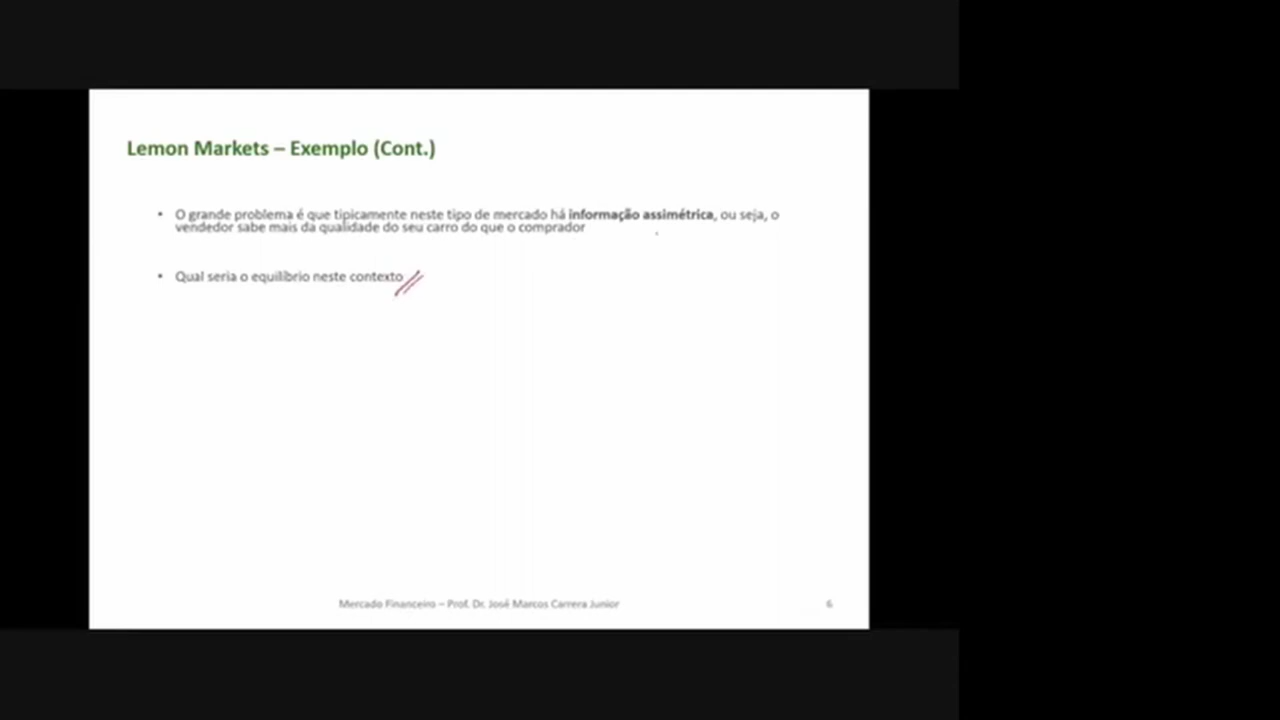 Lemon Markets – Exemplo (Cont.)
• O grande problema é que tipicamente neste tipo de mercado há informação assimétrica, ou seja, o
vendedor sabe mais da qualidade do seu carro do que o comprador
• Qual seria o equilíbrio neste contexto
Mercado Financeiro – Prof. Dr. José Marcos Carrera Junior
6